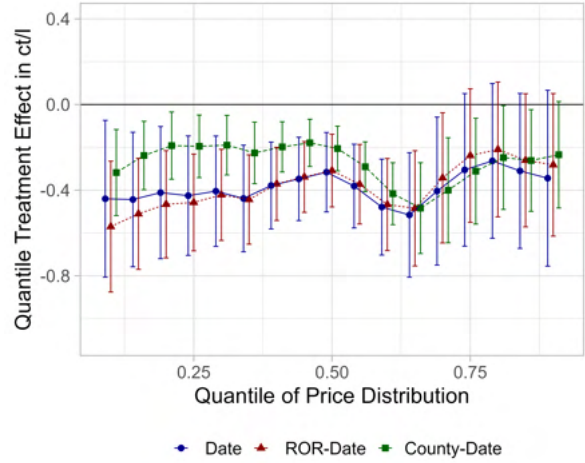 Quantile Treatment Effect in ct/l
0.4
0.0
-0.4
-0.8
0.25
0.50
0.75
Quantile of Price Distribution
Date
ROR-Date
County-Date